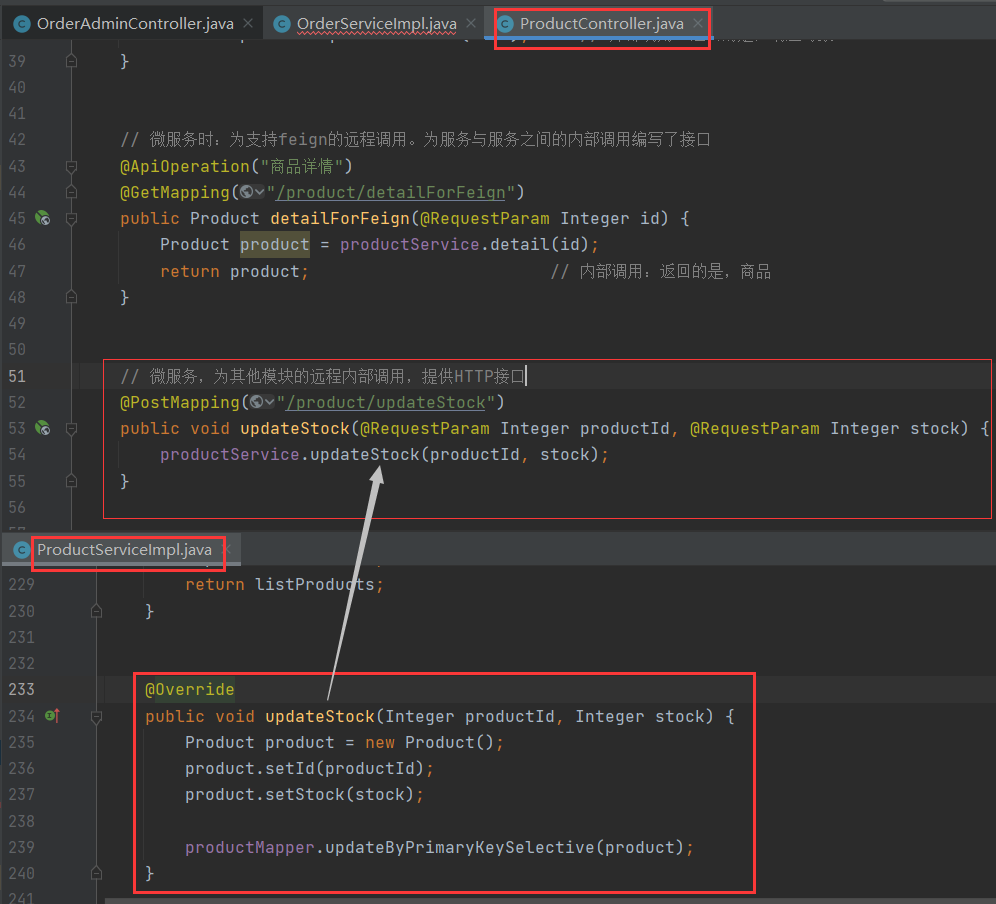 OrderAdminController.java OrderServiceImpl.java ProductController.java
39 }
40
41
42 // 微服务时：为支持feign的远程调用。为服务与服务之间的内部调用编写了接口
43 @ApiOperation("商品详情")
44 @GetMapping("/product/detailForFeign")
45 public Product detailForFeign(@RequestParam Integer id) {
46 Product product = productService.detail(id);
47 return product; // 内部调用：返回的是，商品
48 }
49
50
51 // 微服务，为其他模块的远程内部调用，提供HTTP接口
52 @PostMapping("/product/updateStock")
53 public void updateStock(@RequestParam Integer productId, @RequestParam Integer stock) {
54 productService.updateStock(productId, stock);
55 }
56
ProductServiceImpl.java
229 return listProducts;
230 }
231
232
233 @Override
234 public void updateStock(Integer productId, Integer stock) {
235 Product product = new Product();
236 product.setId(productId);
237 product.setStock(stock);
238
239 productMapper.updateByPrimaryKeySelective(product);
240 }
241